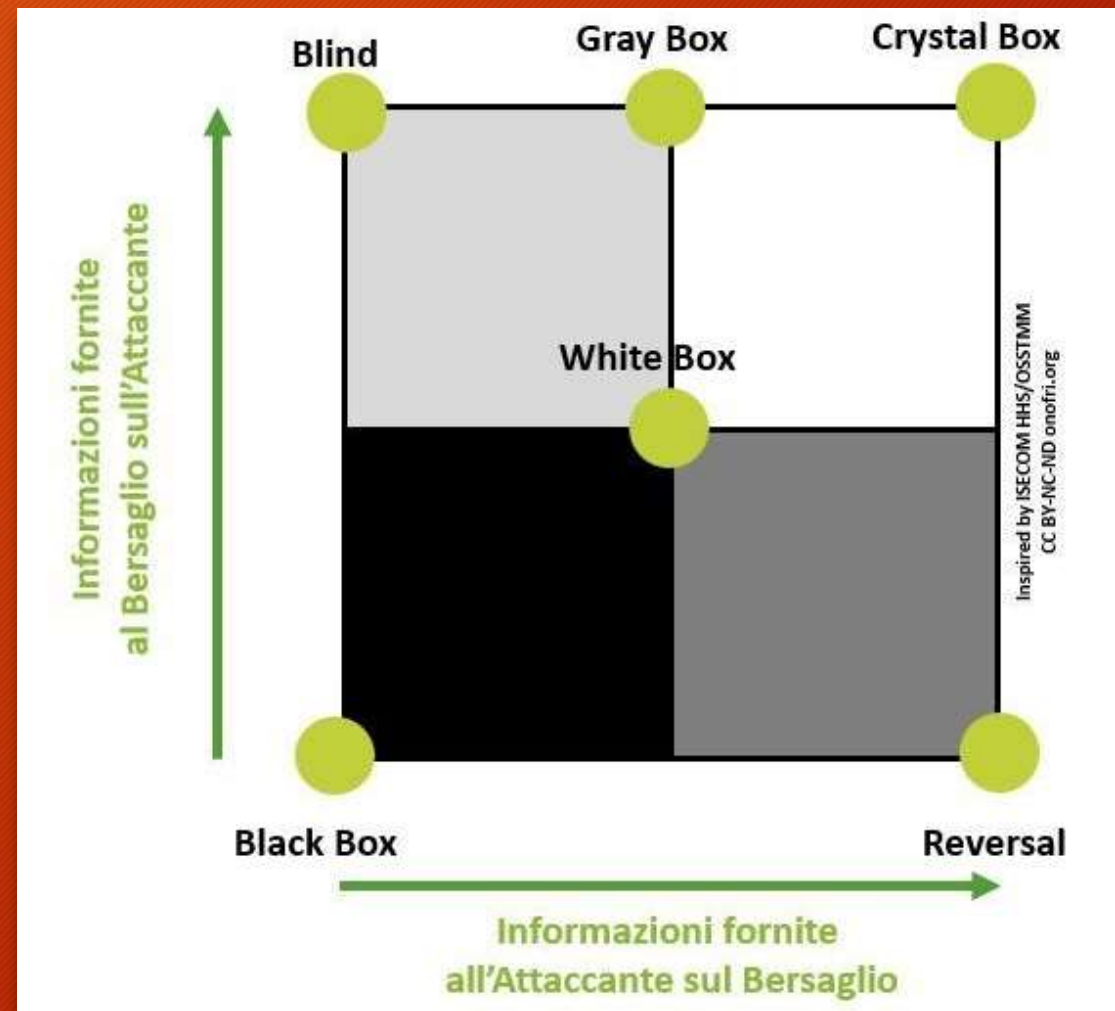 Blind
Gray Box
Crystal Box
Informazioni fornite
al Bersaglio sull'Attaccante
White Box
Inspired by ISECOM HHS/OSSTMM
CC BY-NC-ND onofri.org
Black Box
Reversal
Informazioni fornite
all'Attaccante sul Bersaglio